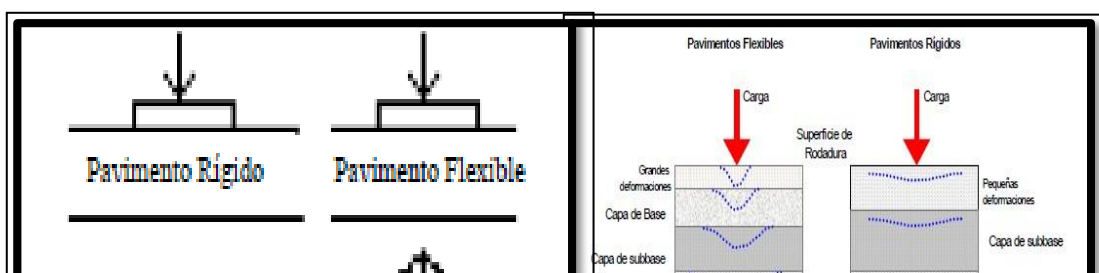 Pavimento Rígido
Pavimento Flexible
Pavimentos Flexibles
Pavimentos Rígidos
Carga
Carga
Superficie de
Rodadura
Grandes
deformaciones
Pequeñas
deformaciones
Capa de Base
Capa de subbase
Capa de subbase